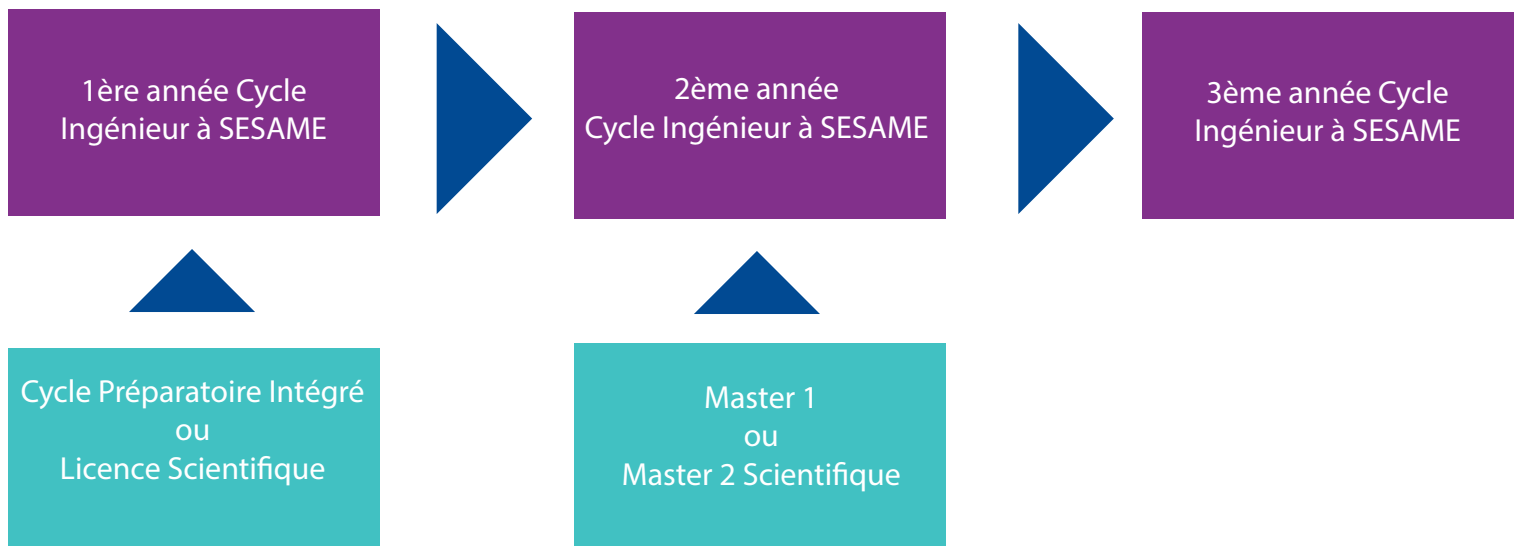 1ère année Cycle
Ingénieur à SESAME
2ème année
Cycle Ingénieur à SESAME
3ème année Cycle
Ingénieur à SESAME
Cycle Préparatoire Intégré
ou
Licence Scientifique
Master 1
ou
Master 2 Scientifique